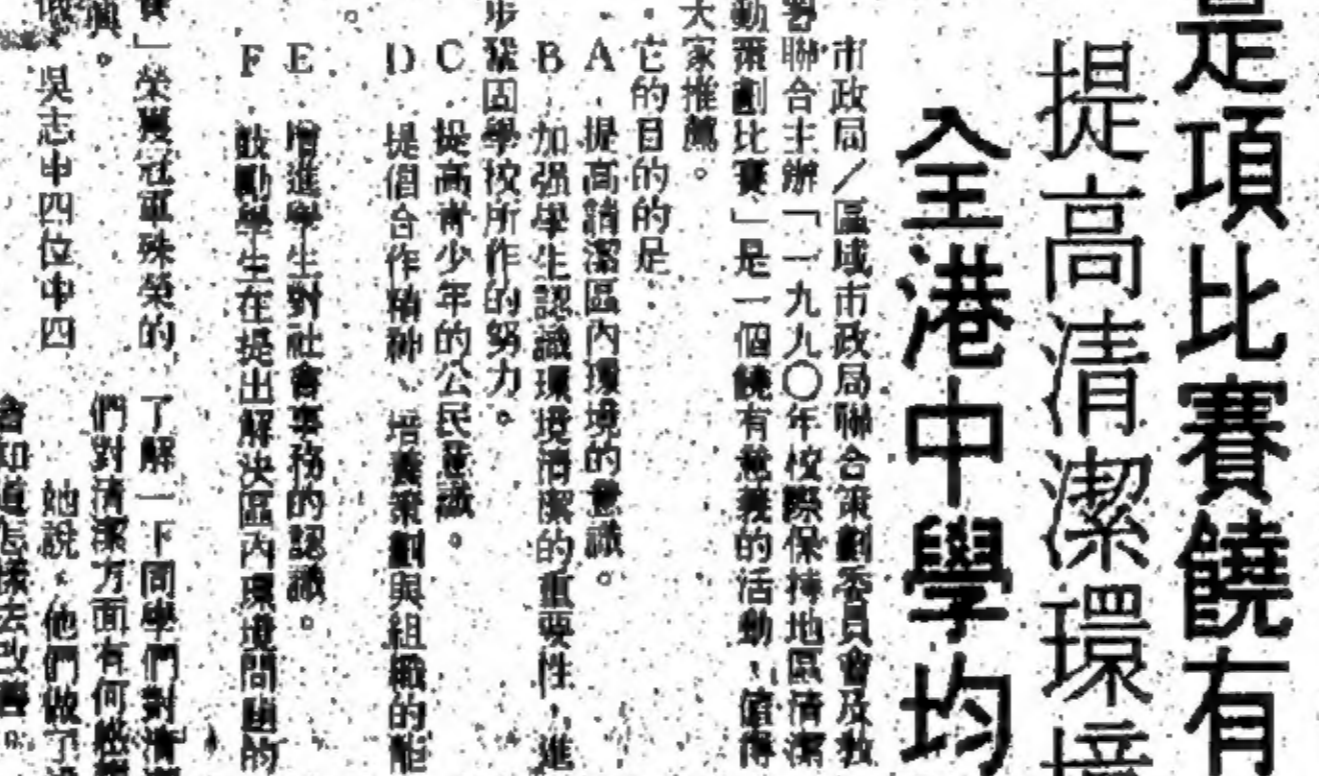 是項比賽饒有
提高清潔環境
全港中學均
市政局／區域市政局聯合策劃委員會及教
署聯合主辦「一九九〇年校際保持地區清潔
動策劃比賽」是一個饒有意義的活動，值得
大家推薦。
它的目的的是：
A．提高清潔區內環境的意識。
B．加强學生認識環境清潔的重要性，進
步鞏固學校所作的努力。
C．提高青少年的公民意識。
D．提倡合作精神、培養策劃與組織的能
。
E．增進學生對社會事務的認識。
F．鼓勵學生在提出解決區內環境問題的
賽」榮獲冠軍殊榮的
興。
吳志申四位中四
了解一下同學們對清
們對清潔方面有何
她說，他們做了
會知道怎樣去改善。